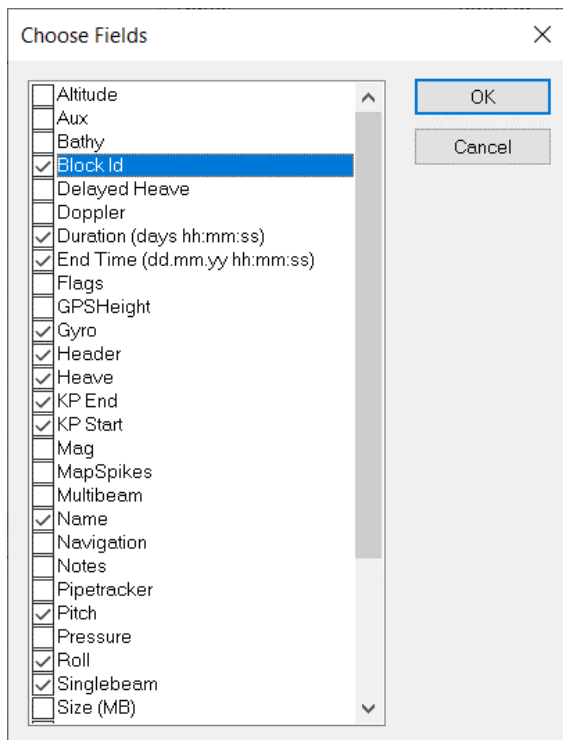 Choose Fields
Altitude
Aux
Bathy
Block Id
Delayed Heave
Doppler
Duration (days hh:mm:ss)
End Time (dd.mm.yy hh:mm:ss)
Flags
GPSHeight
Gyro
Header
Heave
KP End
KP Start
Mag
MapSpikes
Multibeam
Name
Navigation
Notes
Pipetracker
Pitch
Pressure
Roll
Singlebeam
Size (MB)
OK
Cancel